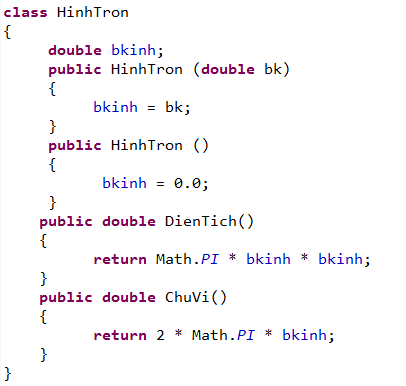 class HinhTron
{
double bkinh;
public HinhTron (double bk)
{
bkinh = bk;
}
public HinhTron ()
{
bkinh = 0.0;
}
public double DienTich()
{
return Math.PI * bkinh * bkinh;
}
public double ChuVi()
{
return 2 * Math.PI * bkinh;
}
}